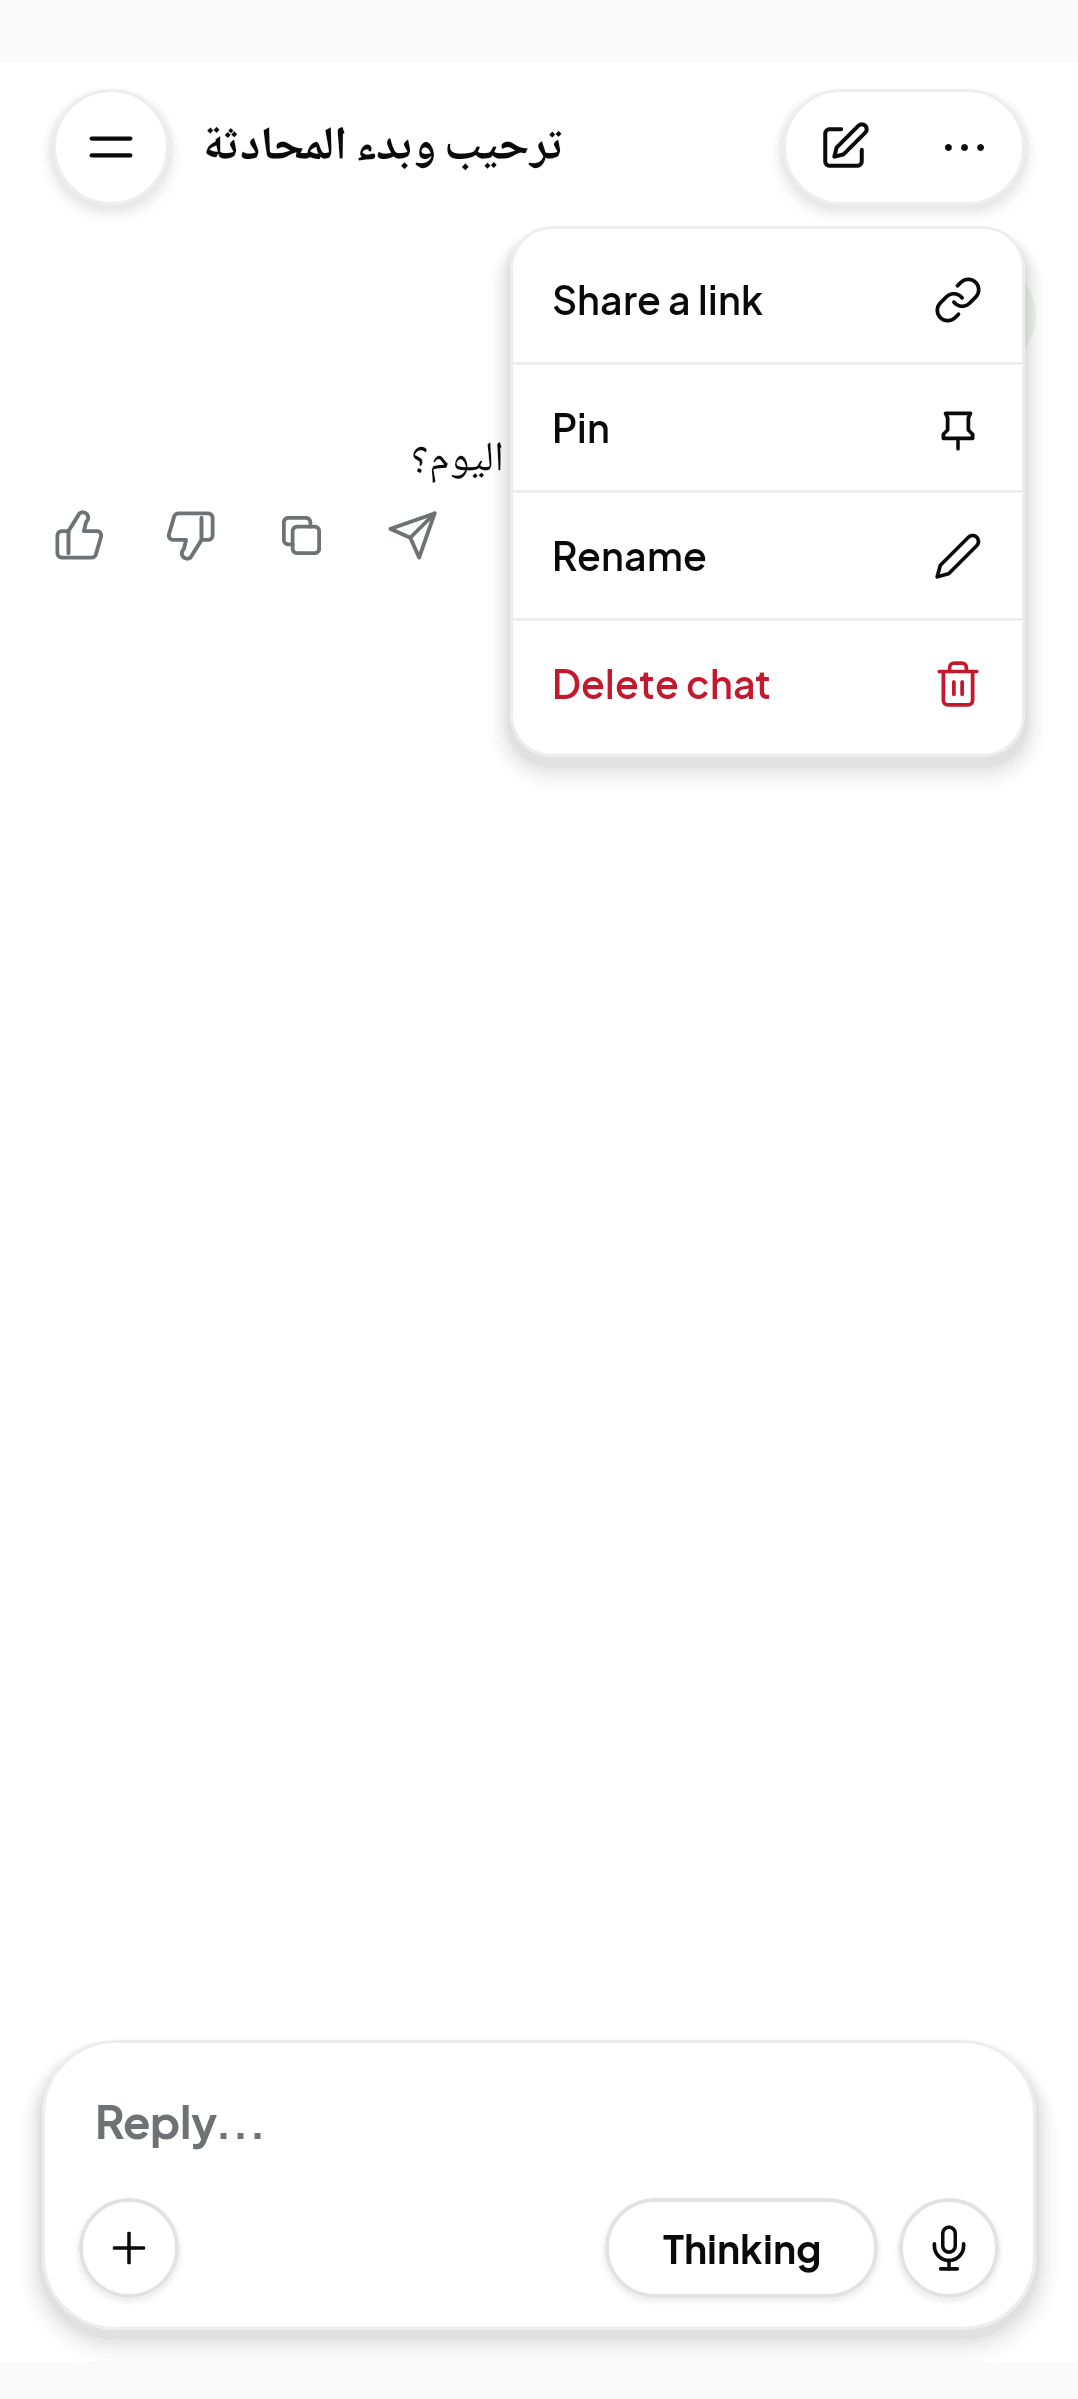 ترحيب وبدء المحادثة
Share a link
Pin
اليوم؟
Rename
Delete chat
Reply...
Thinking